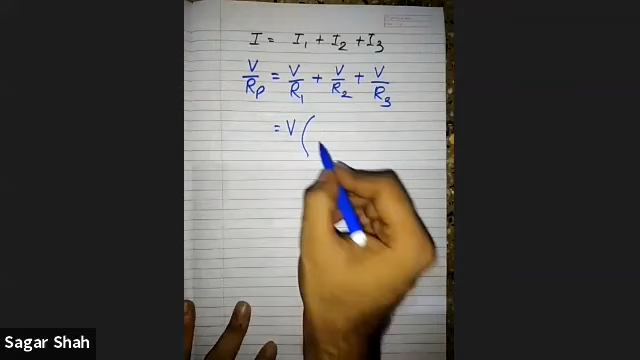 I = I₁ + I₂ + I₃
V/Rp = V/R₁ + V/R₂ + V/R₃
= V (
Sagar Shah